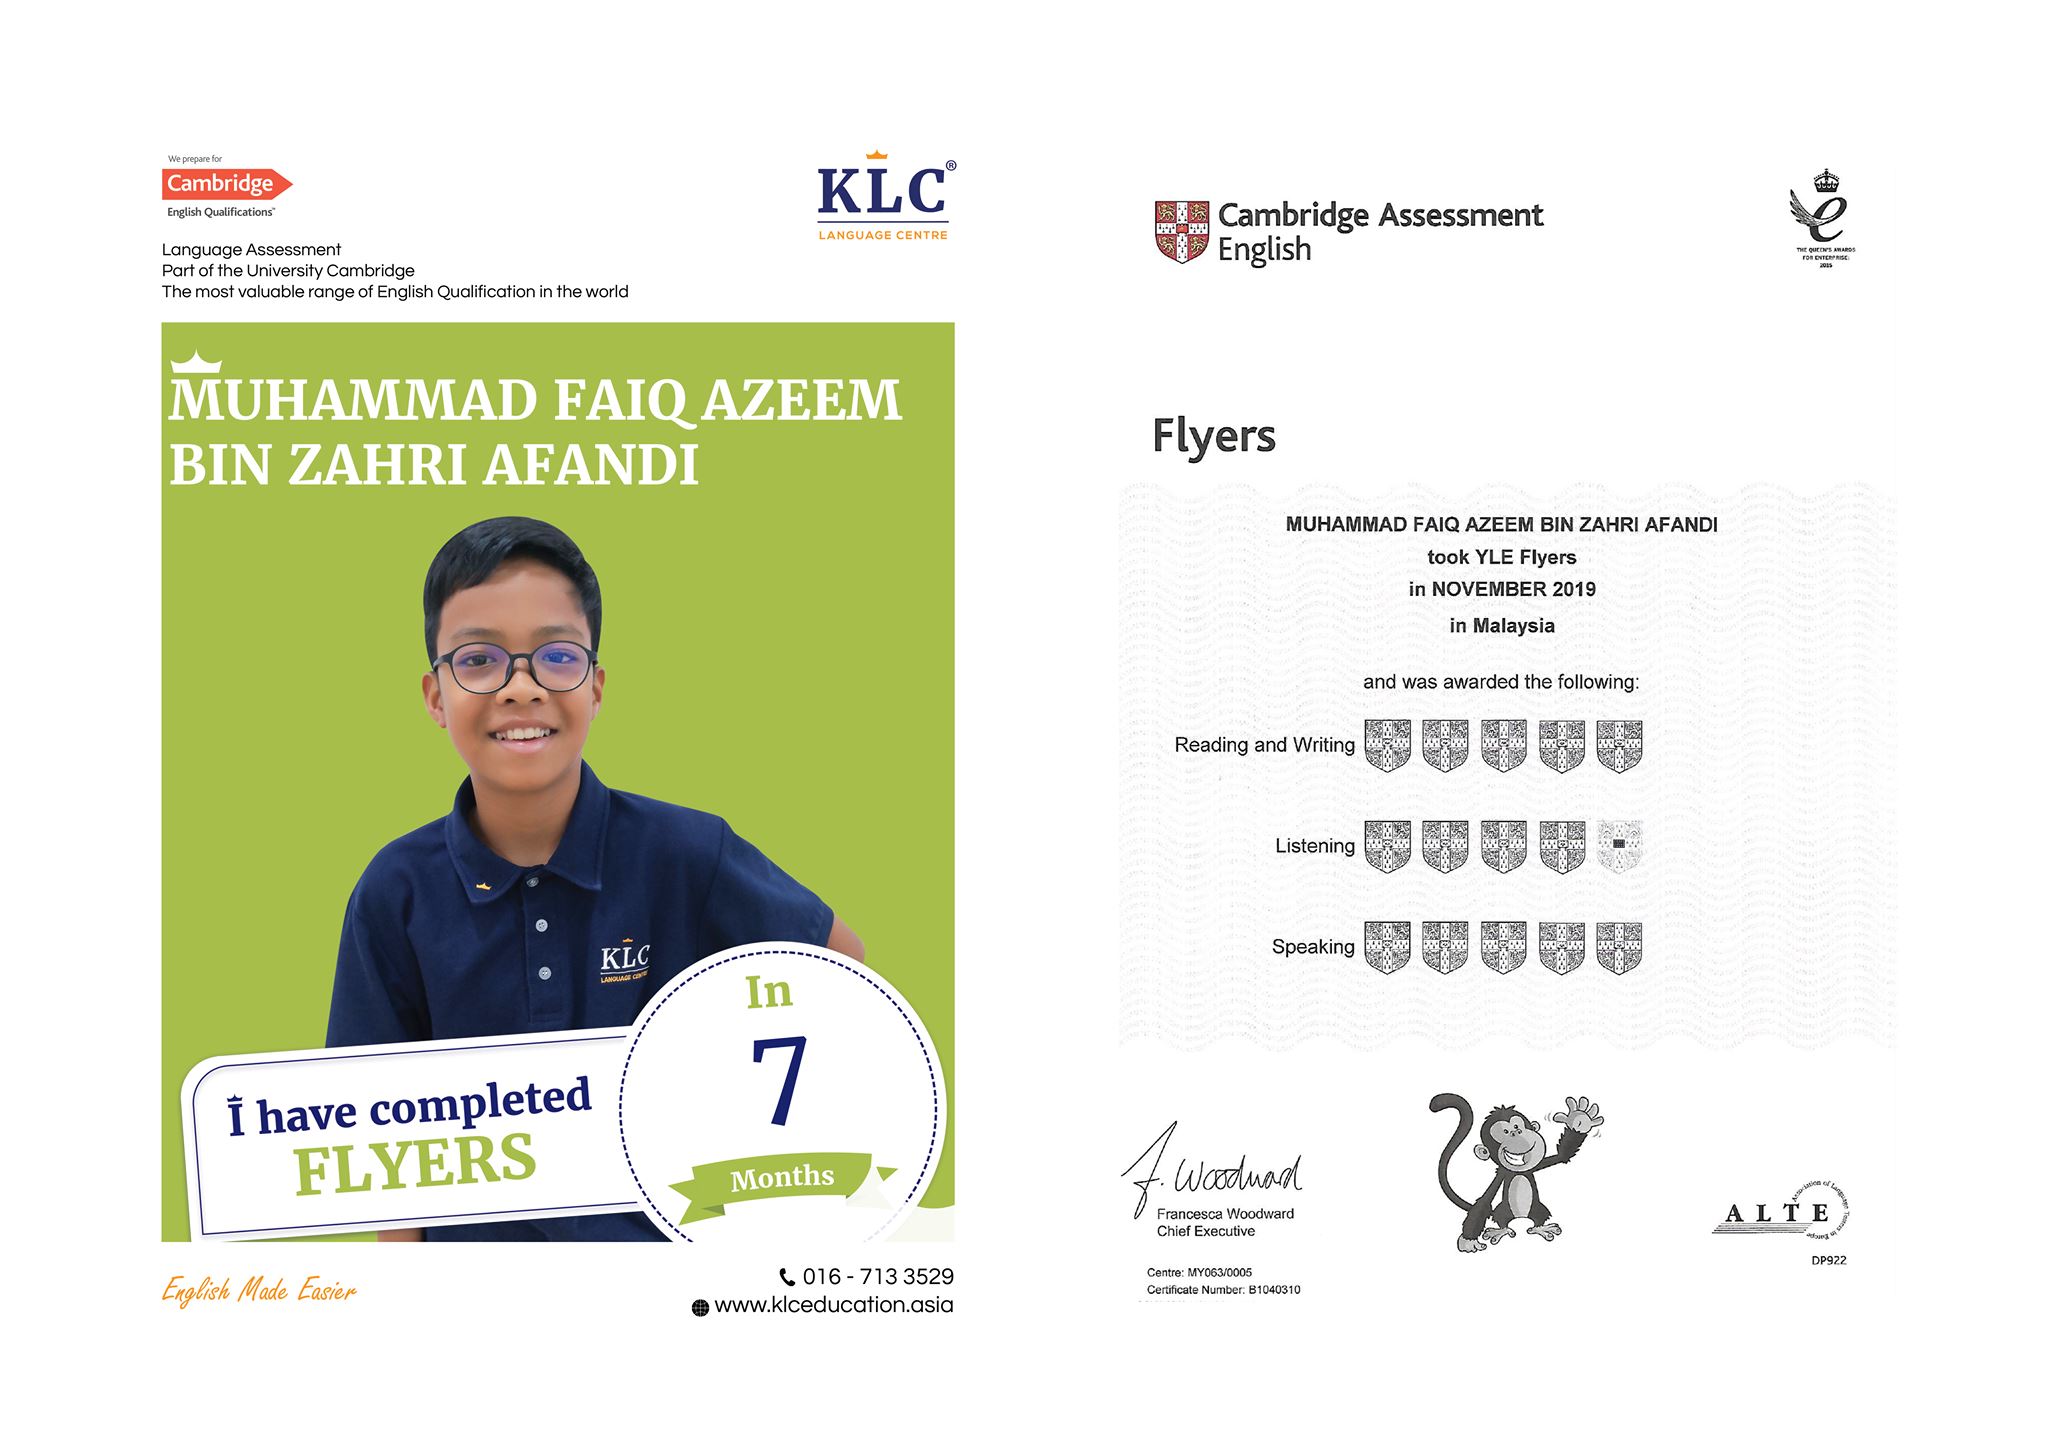 We prepare for
Cambridge
English Qualifications™
KLC®
LANGUAGE CENTRE
Language Assessment
Part of the University Cambridge
The most valuable range of English Qualification in the world
MUHAMMAD FAIQ AZEEM
BIN ZAHRI AFANDI
KLC
LANGUAGE CENTRE
I have completed
FLYERS
In
7
Months
English Made Easier
016 - 713 3529
www.klceducation.asia
Cambridge Assessment
English
e
THE QUEEN'S AWARDS
FOR ENTERPRISE:
2015
Flyers
MUHAMMAD FAIQ AZEEM BIN ZAHRI AFANDI
took YLE Flyers
in NOVEMBER 2019
in Malaysia
and was awarded the following:
Reading and Writing
Listening
Speaking
F. Woodward
Francesca Woodward
Chief Executive
Centre: MY063/0005
Certificate Number: B1040310
Association of Language Testers in Europe
ALTE
DP922